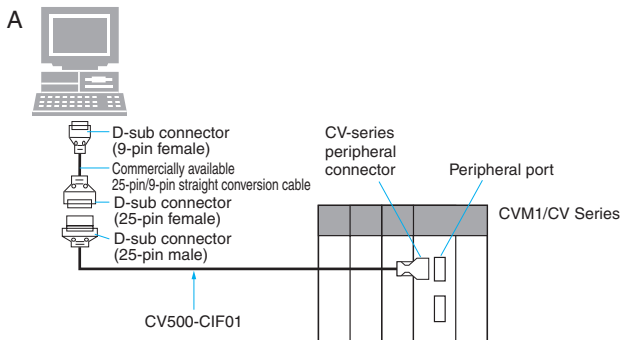 A
D-sub connector
(9-pin female)
Commercially available
25-pin/9-pin straight conversion cable
D-sub connector
(25-pin female)
D-sub connector
(25-pin male)
CV500-CIF01
CV-series
peripheral
connector
Peripheral port
CVM1/CV Series